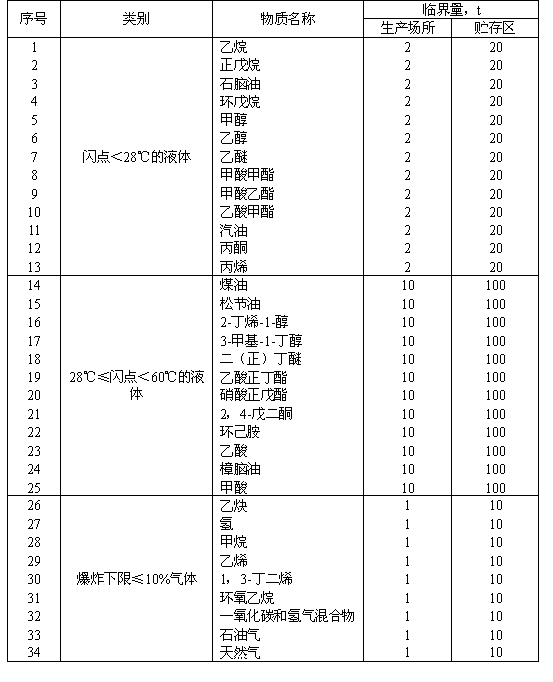 序号 类别 物质名称 临界量，t
生产场所 贮存区
1 乙烷 2 20
2 正戊烷 2 20
3 石脑油 2 20
4 环戊烷 2 20
5 甲醇 2 20
6 乙醇 2 20
7 闪点＜28℃的液体 乙醚 2 20
8 甲酸甲酯 2 20
9 甲酸乙酯 2 20
10 乙酸甲酯 2 20
11 汽油 2 20
12 丙酮 2 20
13 丙烯 2 20
14 煤油 10 100
15 松节油 10 100
16 2-丁烯-1-醇 10 100
17 3-甲基-1-丁醇 10 100
18 二（正）丁醚 10 100
19 28℃≤闪点＜60℃的液 乙酸正丁酯 10 100
20 体 硝酸正戊酯 10 100
21 2，4-戊二酮 10 100
22 环己胺 10 100
23 乙酸 10 100
24 樟脑油 10 100
25 甲酸 10 100
26 乙炔 1 10
27 氢 1 10
28 甲烷 1 10
29 乙烯 1 10
30 爆炸下限≤10%气体 1，3-丁二烯 1 10
31 环氧乙烷 1 10
32 一氧化碳和氢气混合物 1 10
33 石油气 1 10
34 天然气 1 10